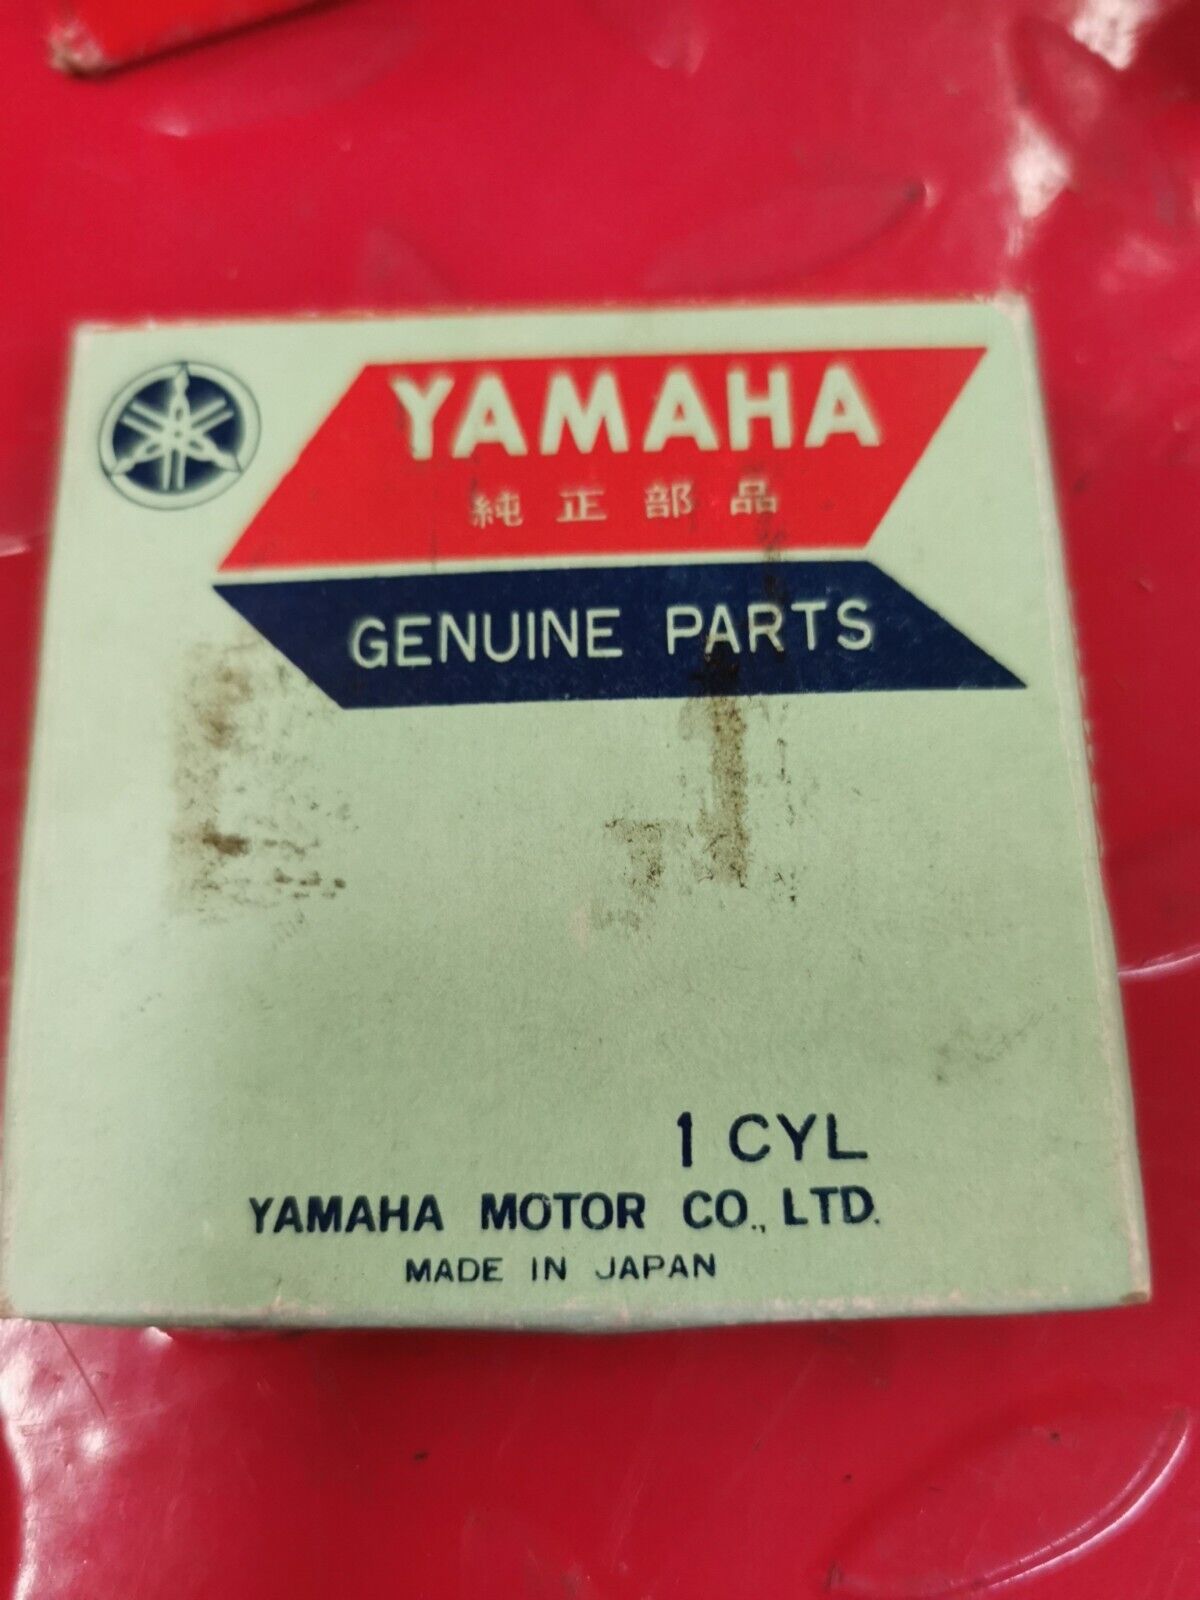 YAMAHA
純正部品
GENUINE PARTS
1 CYL
YAMAHA MOTOR CO., LTD.
MADE IN JAPAN